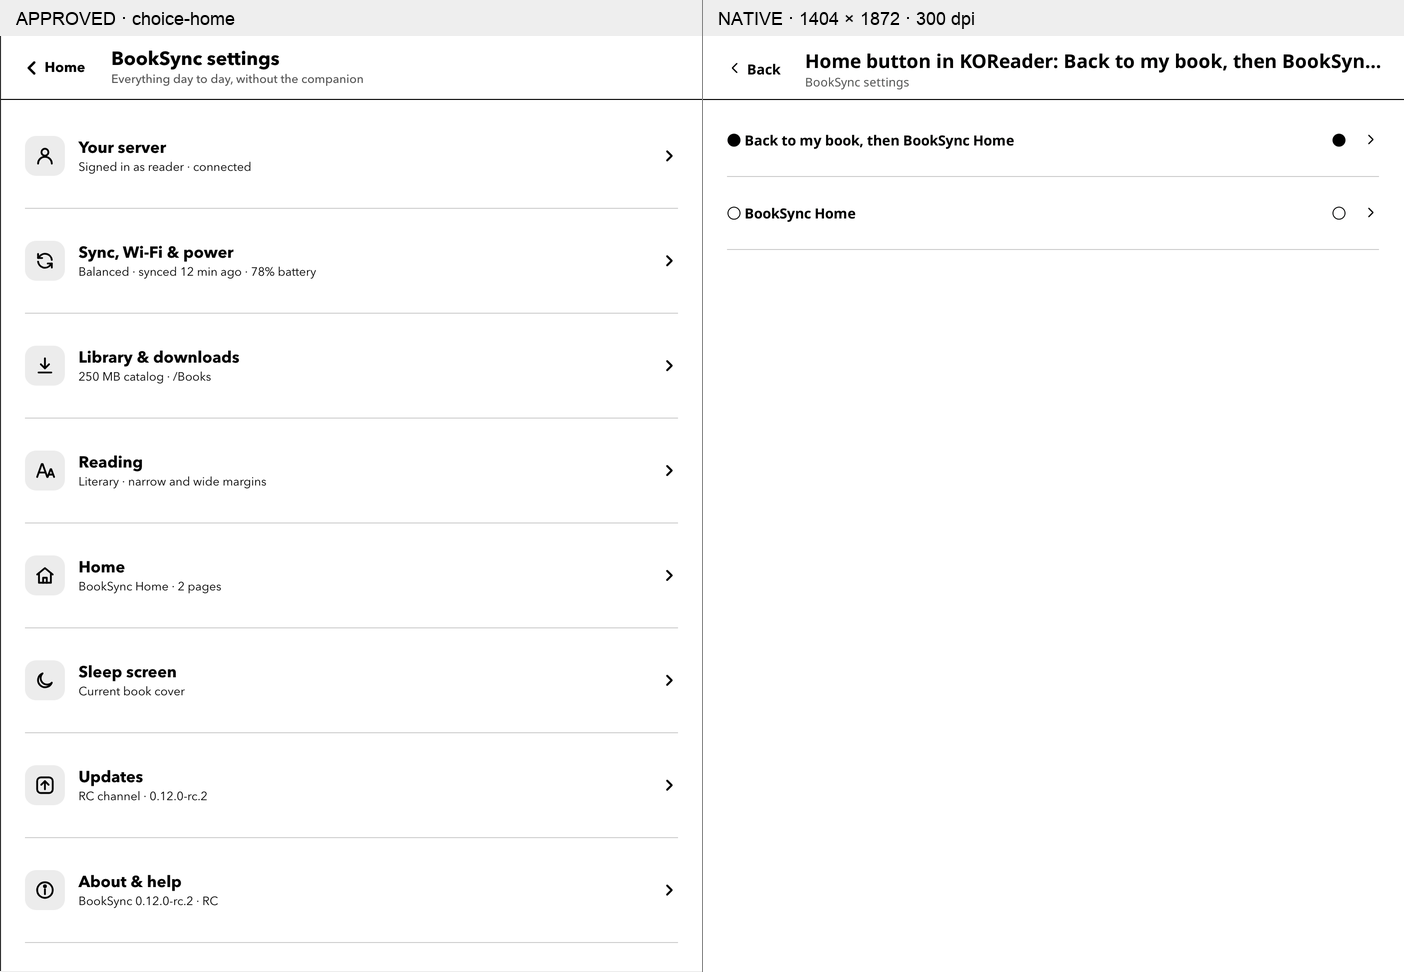 APPROVED · choice-home
Home
BookSync settings
Everything day to day, without the companion
Your server
Signed in as reader · connected
Sync, Wi-Fi & power
Balanced · synced 12 min ago · 78% battery
Library & downloads
250 MB catalog · /Books
Reading
Literary · narrow and wide margins
Home
BookSync Home · 2 pages
Sleep screen
Current book cover
Updates
RC channel · 0.12.0-rc.2
About & help
BookSync 0.12.0-rc.2 · RC
NATIVE · 1404 × 1872 · 300 dpi
Back
Home button in KOReader: Back to my book, then BookSyn...
BookSync settings
Back to my book, then BookSync Home
BookSync Home